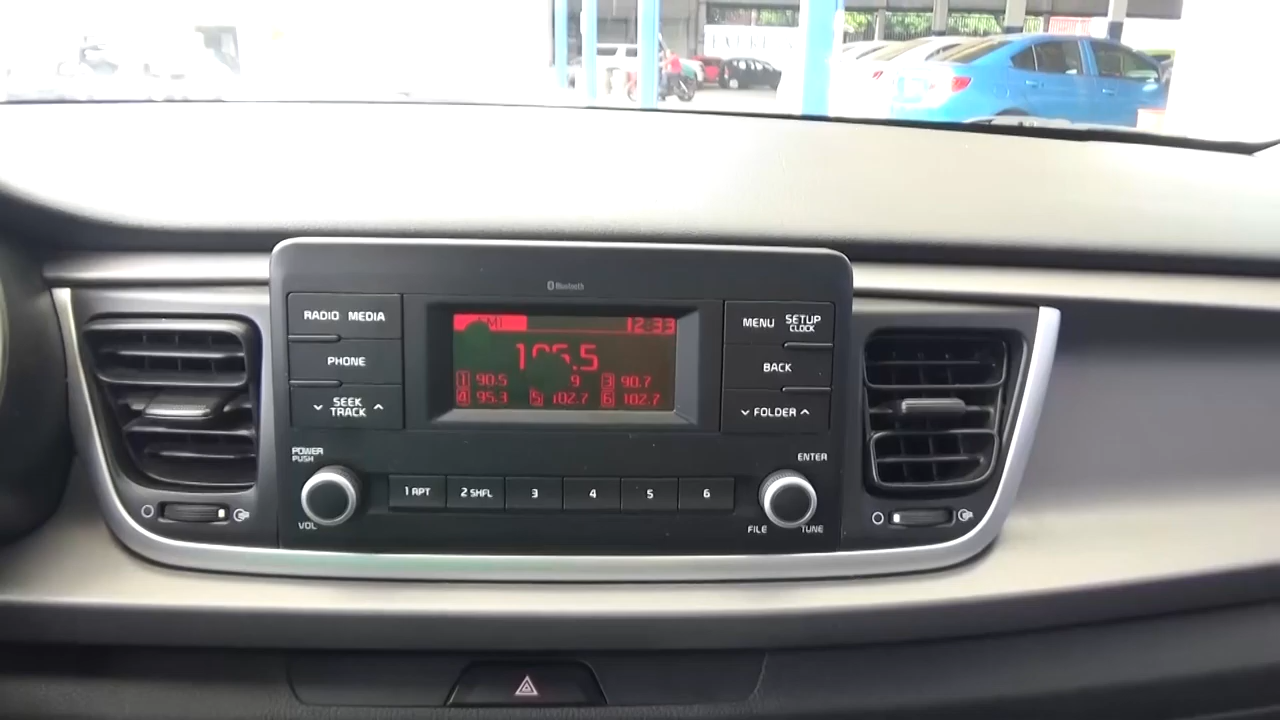 Bluetooth
RADIO MEDIA
PHONE
SEEK
TRACK
12:33
1 90.5
9
3 90.7
4 95.3
5 102.7
6 102.7
MENU
SETUP
CLOCK
BACK
FOLDER
POWER
PUSH
VOL
1 APT
2 SHFL
3
4
5
6
ENTER
FILE
TUNE